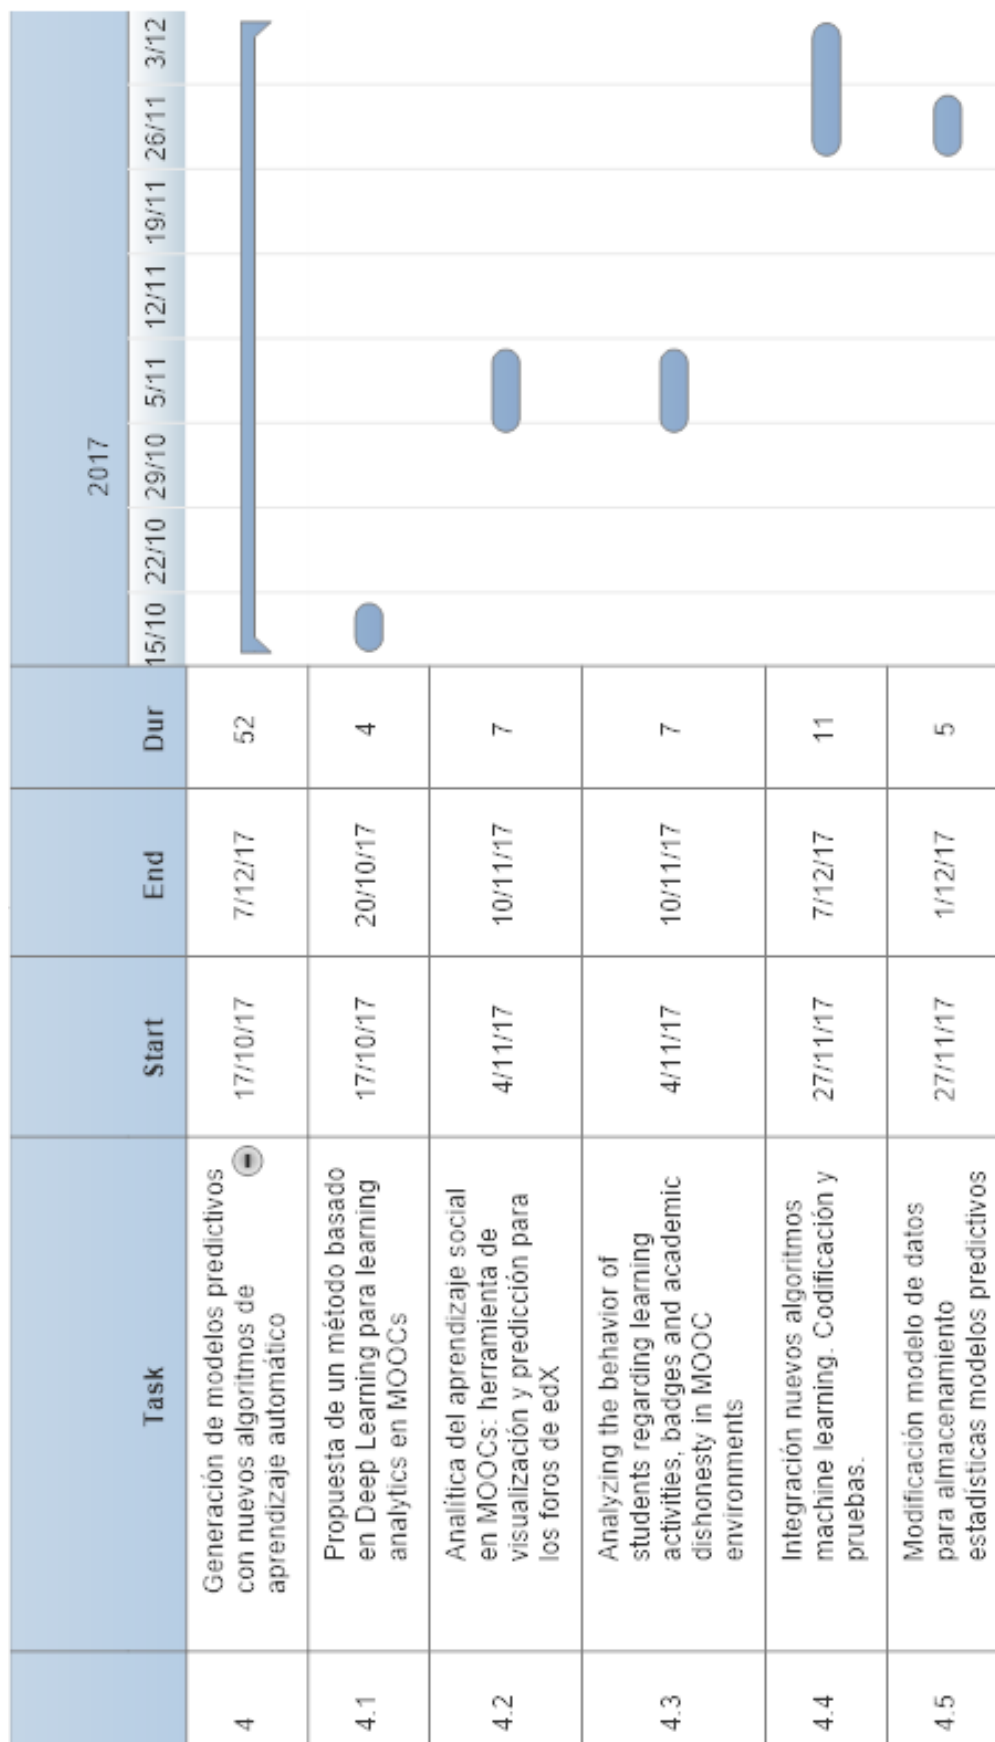 2017
Task Start End Dur 15/10 22/10 29/10 5/11 12/11 19/11 26/11 3/12
4 Generación de modelos predictivos 17/10/17 7/12/17 52
con nuevos algoritmos de
aprendizaje automático
4.1 Propuesta de un método basado 17/10/17 20/10/17 4
en Deep Learning para learning
analytics en MOOCs
4.2 Analítica del aprendizaje social 4/11/17 10/11/17 7
en MOOCs: herramienta de
visualización y predicción para
los foros de edX
4.3 Analyzing the behavior of 4/11/17 10/11/17 7
students regarding learning
activities, badges and academic
dishonesty in MOOC
environments
4.4 Integración nuevos algoritmos 27/11/17 7/12/17 11
machine learning. Codificación y
pruebas.
4.5 Modificación modelo de datos 27/11/17 1/12/17 5
para almacenamiento
estadísticas modelos predictivos